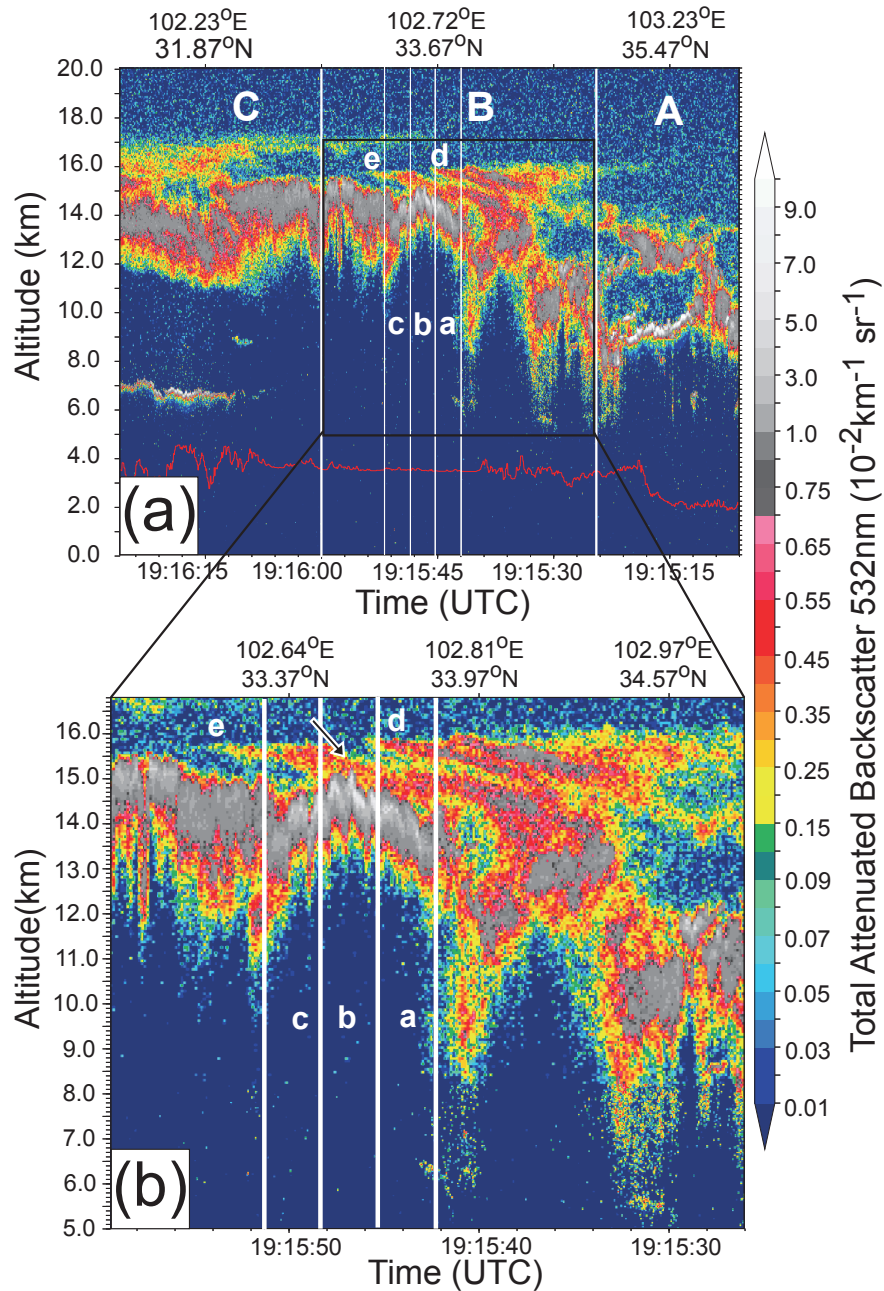 102.23°E 102.72°E 103.23°E
31.87°N 33.67°N 35.47°N
20.0
18.0
16.0
14.0
12.0
10.0
8.0
6.0
4.0
2.0
0.0
Altitude (km)
C B A
e d
c b a
(a)
19:16:15 19:16:00 19:15:45 19:15:30 19:15:15
Time (UTC)
102.64°E 102.81°E 102.97°E
33.37°N 33.97°N 34.57°N
16.0
15.0
14.0
13.0
12.0
11.0
10.0
9.0
8.0
7.0
6.0
5.0
Altitude(km)
e d
c b a
(b)
19:15:50 19:15:40 19:15:30
Time (UTC)
9.0
7.0
5.0
3.0
1.0
0.75
0.65
0.55
0.45
0.35
0.25
0.15
0.09
0.07
0.05
0.03
0.01
Total Attenuated Backscatter 532nm (10⁻²km⁻¹ sr⁻¹)